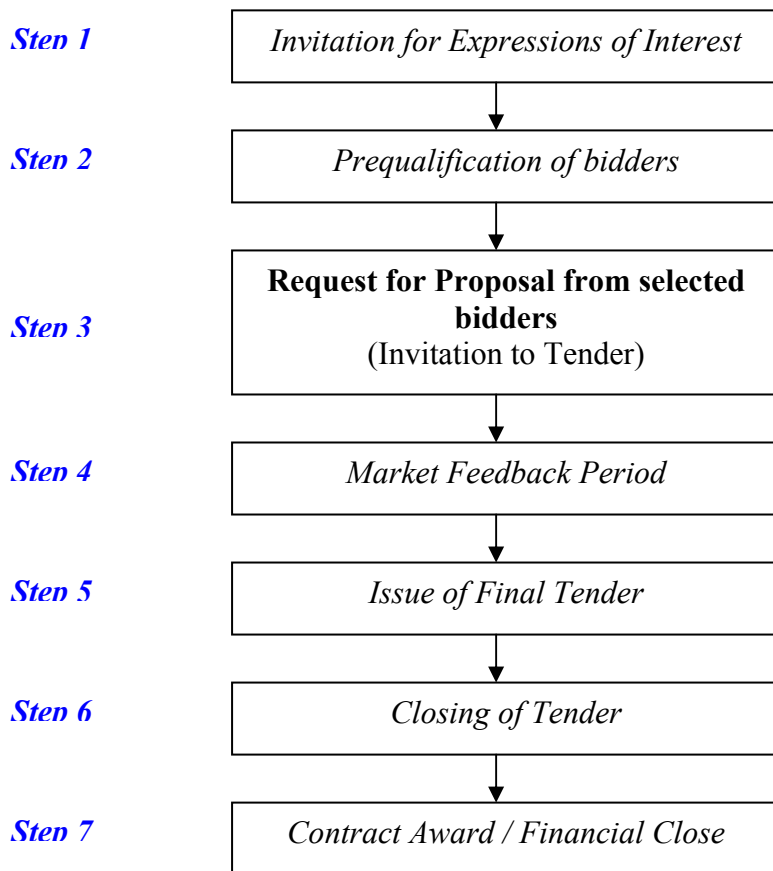 Step 1
Invitation for Expressions of Interest
Step 2
Prequalification of bidders
Step 3
Request for Proposal from selected
bidders
(Invitation to Tender)
Step 4
Market Feedback Period
Step 5
Issue of Final Tender
Step 6
Closing of Tender
Step 7
Contract Award / Financial Close